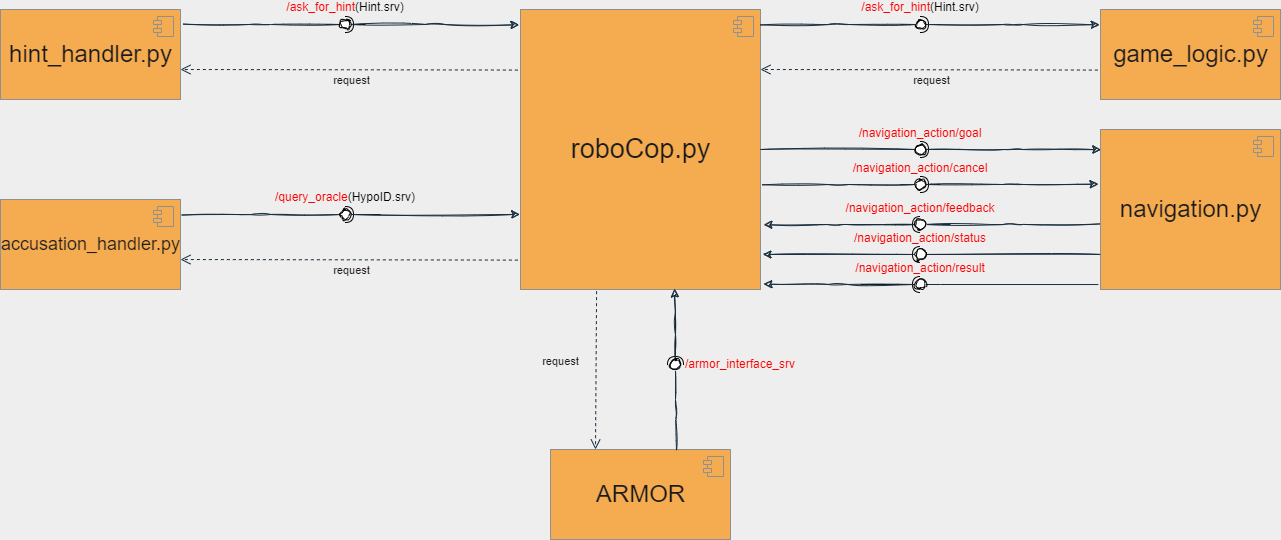 /ask_for_hint(Hint.srv)
hint_handler.py
request
/query_oracle(HypoID.srv)
accusation_handler.py
request
roboCop.py
/ask_for_hint(Hint.srv)
game_logic.py
request
/navigation_action/goal
/navigation_action/cancel
/navigation_action/feedback
/navigation_action/status
/navigation_action/result
navigation.py
request
/armor_interface_srv
ARMOR